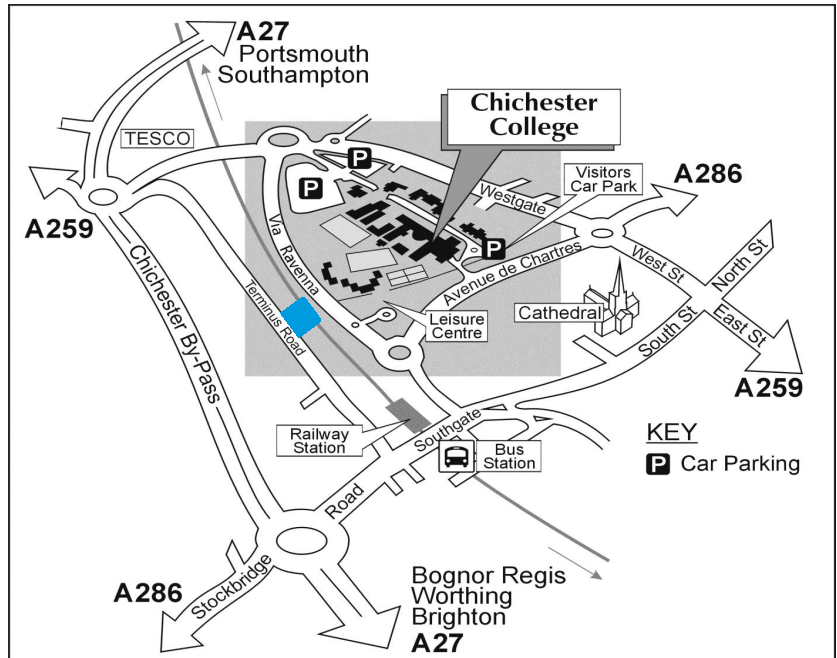 A27
Portsmouth
Southampton
Chichester
College
TESCO
P
P
Visitors
Car Park
A286
Westgate
A259
P
Via Ravenna
Avenue de Chartres
West St
North St
Chichester By-Pass
Terminus Road
Leisure
Centre
Cathedral
South St
East St
A259
Railway
Station
Southgate
Bus
Station
KEY
P Car Parking
Road
Stockbridge
A286
Bognor Regis
Worthing
Brighton
A27